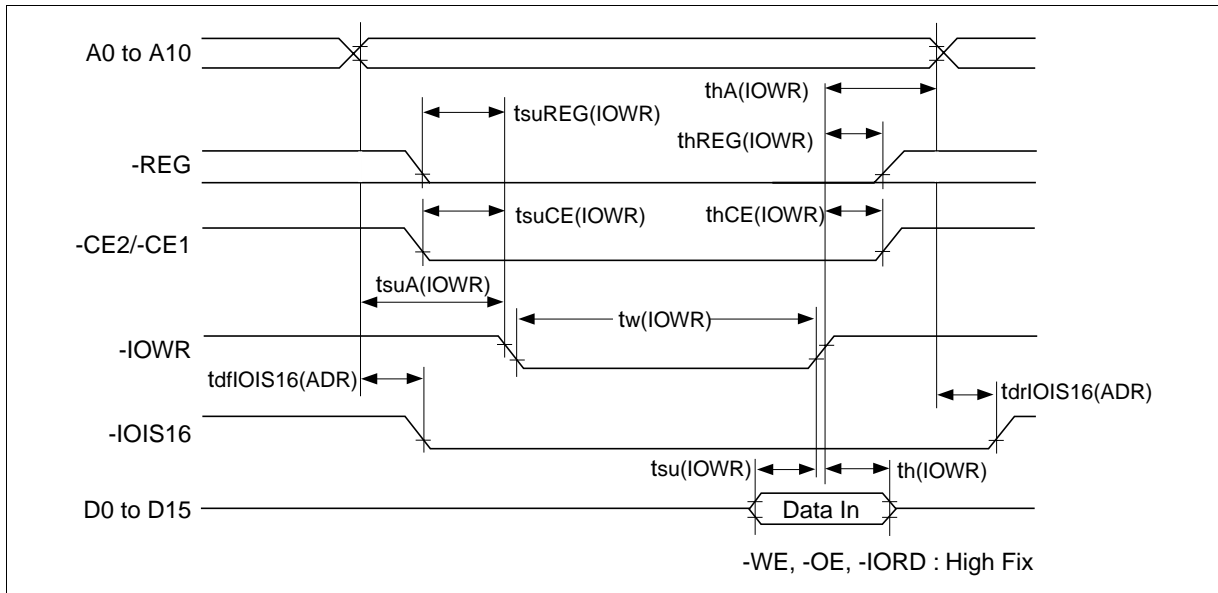 A0 to A10
thA(IOWR)
tsuREG(IOWR)
thREG(IOWR)
-REG
tsuCE(IOWR)
thCE(IOWR)
-CE2/-CE1
tsuA(IOWR)
tw(IOWR)
-IOWR
tdfIOIS16(ADR)
tdrIOIS16(ADR)
-IOIS16
tsu(IOWR)
th(IOWR)
D0 to D15
Data In
-WE, -OE, -IORD : High Fix